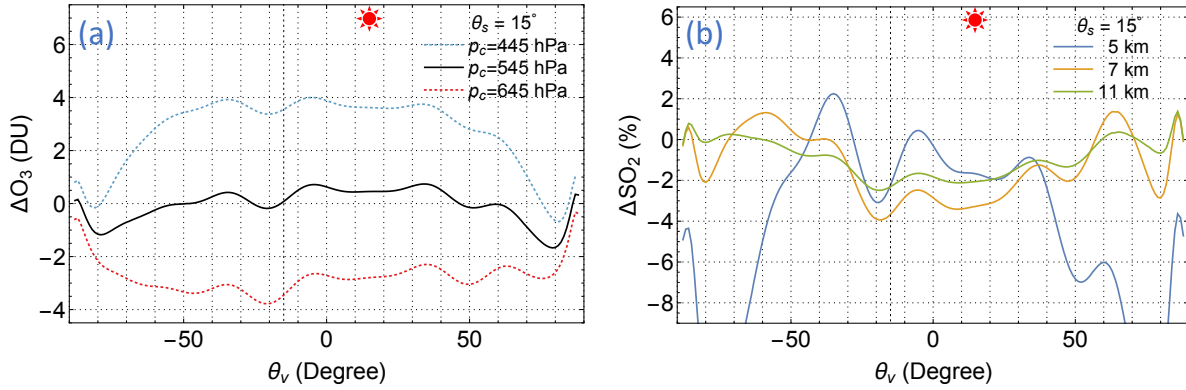 (a)
θs = 15°
pc=445 hPa
pc=545 hPa
pc=645 hPa
6
4
2
0
−2
−4
ΔO3 (DU)
−50
0
50
θv (Degree)
(b)
θs = 15°
5 km
7 km
11 km
6
4
2
0
−2
−4
−6
−8
ΔSO2 (%)
−50
0
50
θv (Degree)